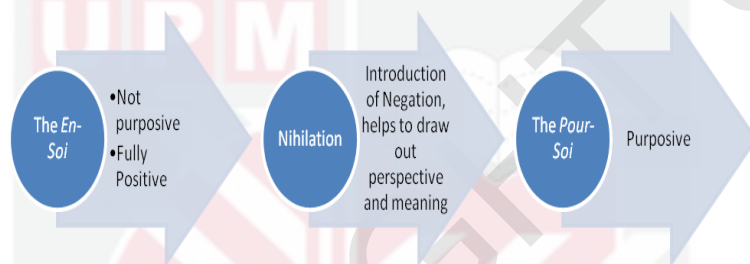 UPM
The En-
Soi
•Not
purposive
•Fully
Positive
Nihilation
Introduction
of Negation,
helps to draw
out
perspective
and meaning
The Pour-
Soi
Purposive